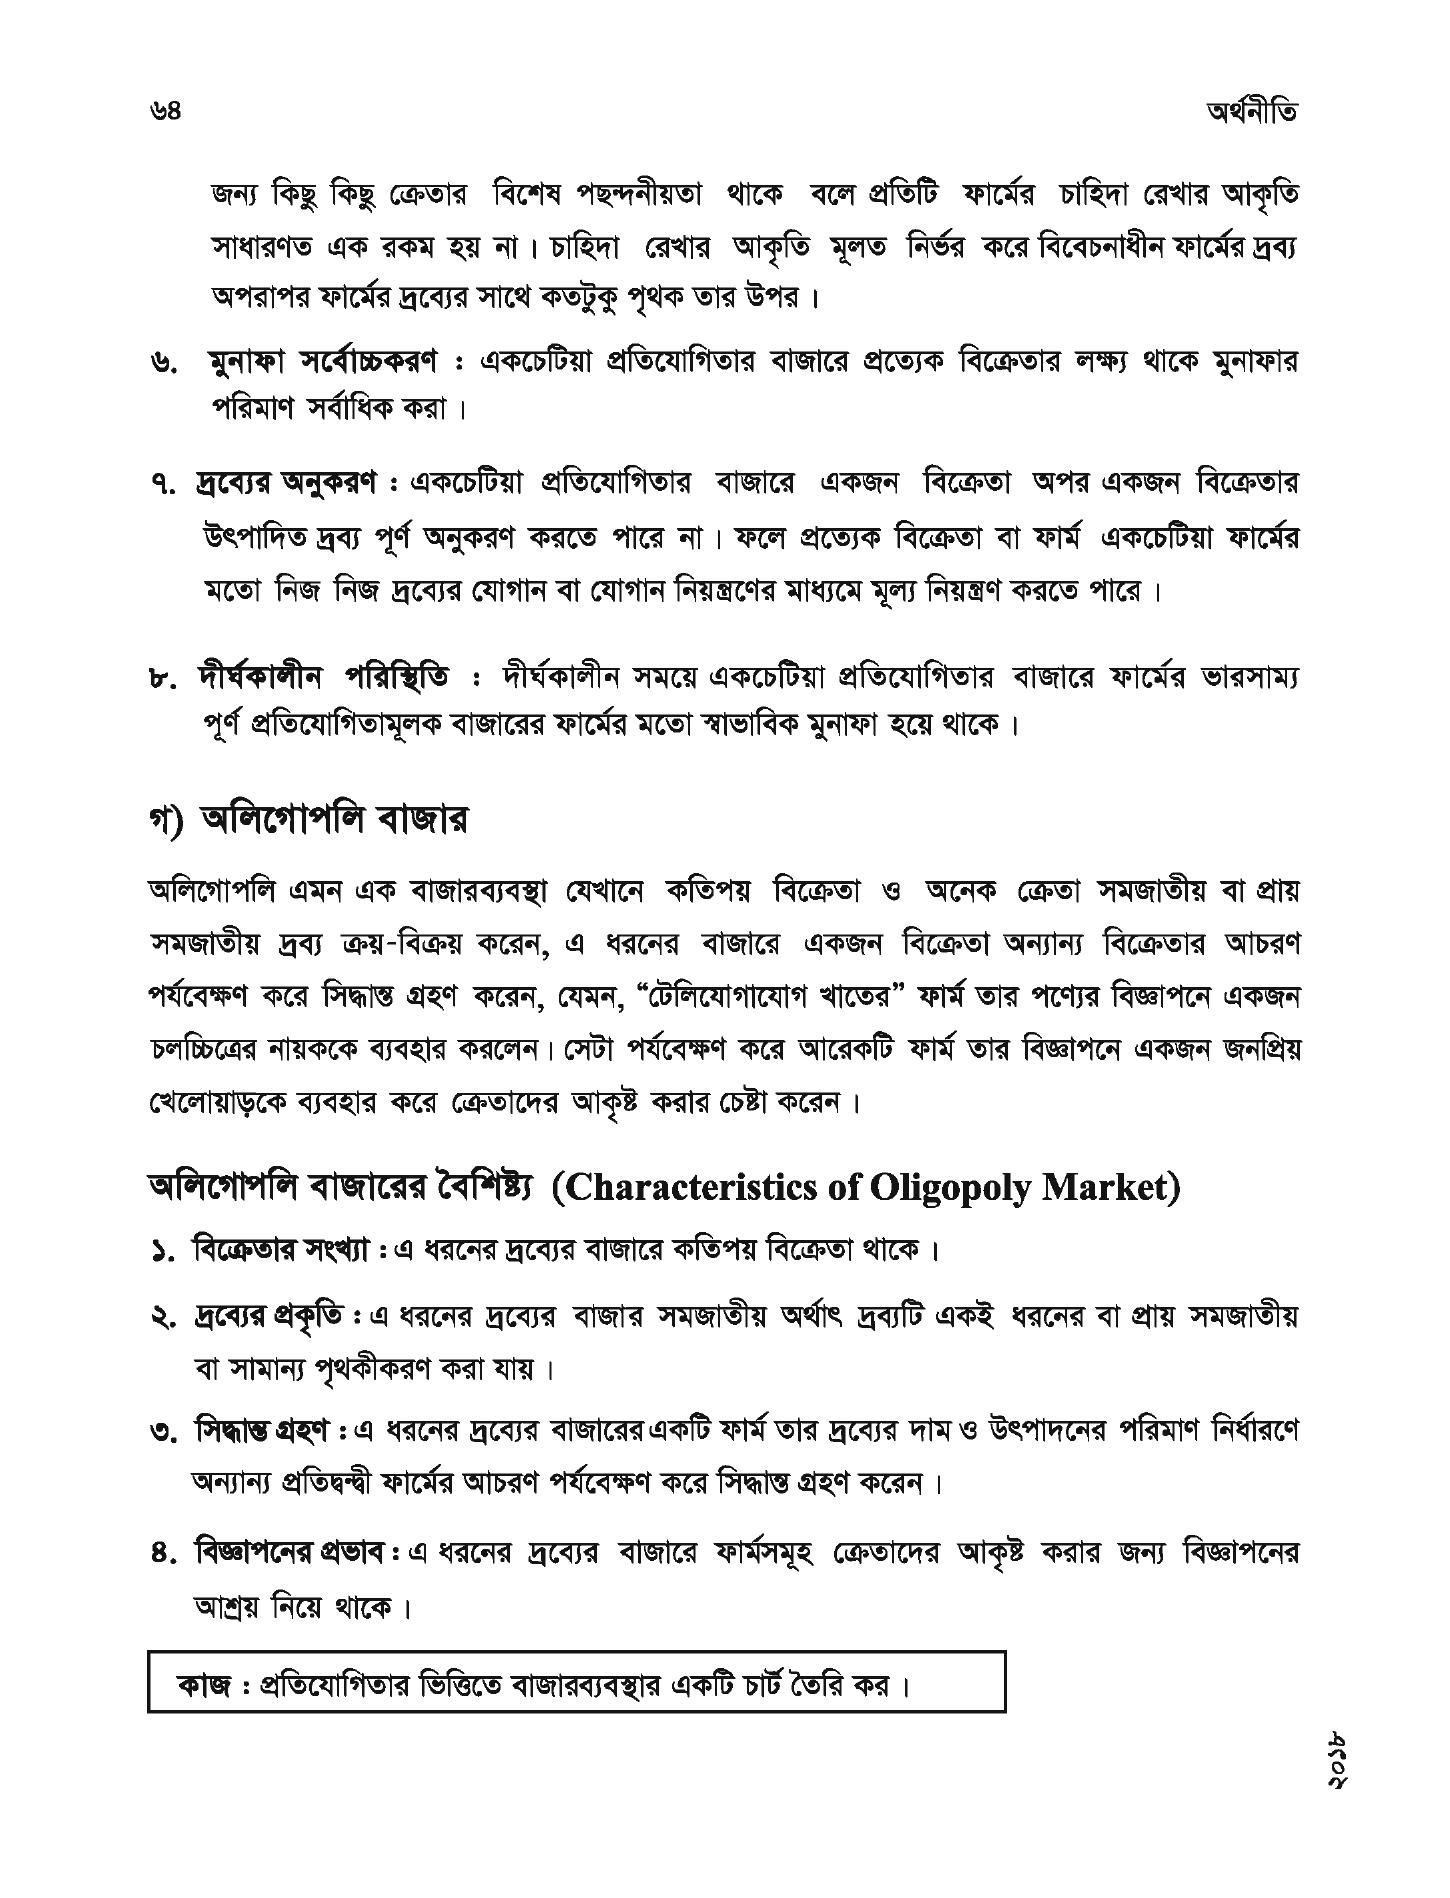 ৬৪
অর্থনীতি
জন্য কিছু কিছু ক্রেতার বিশেষ পছন্দনীয়তা থাকে বলে প্রতিটি ফার্মের চাহিদা রেখার আকৃতি
সাধারণত এক রকম হয় না। চাহিদা রেখার আকৃতি মূলত নির্ভর করে বিবেচনাধীন ফার্মের দ্রব্য
অপরাপর ফার্মের দ্রব্যের সাথে কতটুকু পৃথক তার উপর।
৬. মুনাফা সর্বোচ্চকরণ : একচেটিয়া প্রতিযোগিতার বাজারে প্রত্যেক বিক্রেতার লক্ষ্য থাকে মুনাফার
পরিমাণ সর্বাধিক করা।
৭. দ্রব্যের অনুকরণ : একচেটিয়া প্রতিযোগিতার বাজারে একজন বিক্রেতা অপর একজন বিক্রেতার
উৎপাদিত দ্রব্য পূর্ণ অনুকরণ করতে পারে না। ফলে প্রত্যেক বিক্রেতা বা ফার্ম একচেটিয়া ফার্মের
মতো নিজ নিজ দ্রব্যের যোগান বা যোগান নিয়ন্ত্রণের মাধ্যমে মূল্য নিয়ন্ত্রণ করতে পারে।
৮. দীর্ঘকালীন পরিস্থিতি : দীর্ঘকালীন সময়ে একচেটিয়া প্রতিযোগিতার বাজারে ফার্মের ভারসাম্য
পূর্ণ প্রতিযোগিতামূলক বাজারের ফার্মের মতো স্বাভাবিক মুনাফা হয়ে থাকে।
গ) অলিগোপলি বাজার
অলিগোপলি এমন এক বাজারব্যবস্থা যেখানে কতিপয় বিক্রেতা ও অনেক ক্রেতা সমজাতীয় বা প্রায়
সমজাতীয় দ্রব্য ক্রয়-বিক্রয় করেন, এ ধরনের বাজারে একজন বিক্রেতা অন্যান্য বিক্রেতার আচরণ
পর্যবেক্ষণ করে সিদ্ধান্ত গ্রহণ করেন, যেমন, “টেলিযোগাযোগ খাতের” ফার্ম তার পণ্যের বিজ্ঞাপনে একজন
চলচ্চিত্রের নায়ককে ব্যবহার করলেন। সেটা পর্যবেক্ষণ করে আরেকটি ফার্ম তার বিজ্ঞাপনে একজন জনপ্রিয়
খেলোয়াড়কে ব্যবহার করে ক্রেতাদের আকৃষ্ট করার চেষ্টা করেন।
অলিগোপলি বাজারের বৈশিষ্ট্য (Characteristics of Oligopoly Market)
১. বিক্রেতার সংখ্যা : এ ধরনের দ্রব্যের বাজারে কতিপয় বিক্রেতা থাকে।
২. দ্রব্যের প্রকৃতি : এ ধরনের দ্রব্যের বাজার সমজাতীয় অর্থাৎ দ্রব্যটি একই ধরনের বা প্রায় সমজাতীয়
বা সামান্য পৃথকীকরণ করা যায়।
৩. সিদ্ধান্ত গ্রহণ : এ ধরনের দ্রব্যের বাজারের একটি ফার্ম তার দ্রব্যের দাম ও উৎপাদনের পরিমাণ নির্ধারণে
অন্যান্য প্রতিদ্বন্দ্বী ফার্মের আচরণ পর্যবেক্ষণ করে সিদ্ধান্ত গ্রহণ করেন।
৪. বিজ্ঞাপনের প্রভাব : এ ধরনের দ্রব্যের বাজারে ফার্মসমূহ ক্রেতাদের আকৃষ্ট করার জন্য বিজ্ঞাপনের
আশ্রয় নিয়ে থাকে।
কাজ : প্রতিযোগিতার ভিত্তিতে বাজারব্যবস্থার একটি চার্ট তৈরি কর।
২০১৮